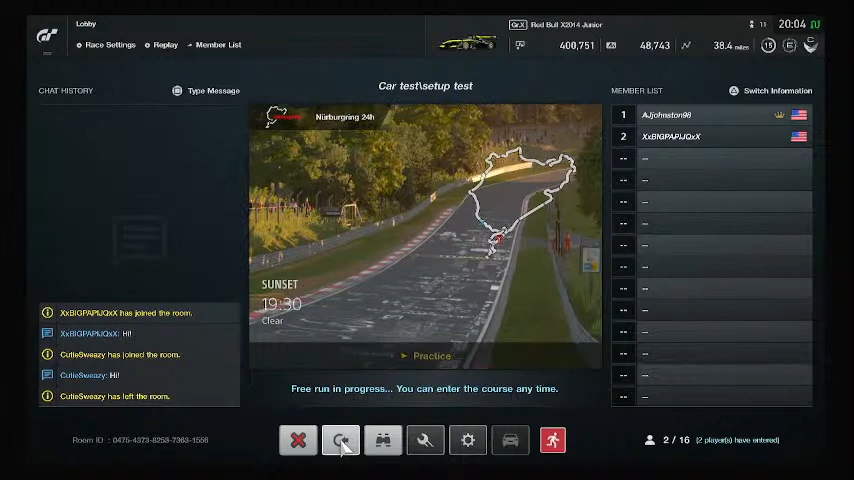 Lobby
Gr.X Red Bull X2014 Junior
11
20:04
Race Settings
Replay
Member List
400,751
48,743
38.4 miles
15
E
C
CHAT HISTORY
Type Message
Car test\setup test
MEMBER LIST
Switch Information
Nürburgring 24h
1 AJjohnston98
2 XxBIGPAPIJQxX
--
--
--
--
--
--
--
--
--
--
--
--
SUNSET
19:30
Clear
XxBIGPAPIJQxX has joined the room.
XxBIGPAPIJQxX: Hi!
CutieSweazy has joined the room.
CutieSweazy: Hi!
CutieSweazy has left the room.
Practice
Free run in progress... You can enter the course any time.
Room ID : 0475-4373-8253-7363-1556
2 / 16 (2 player(s) have entered)